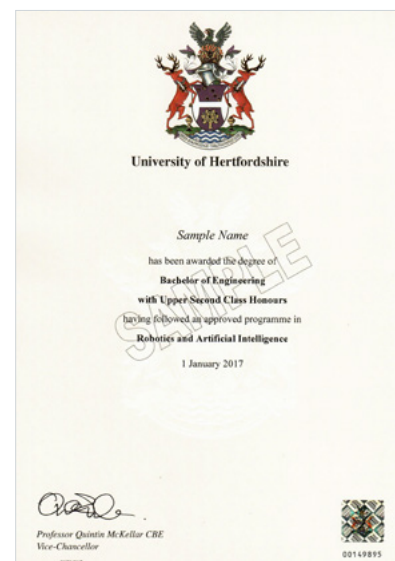 University of Hertfordshire
Sample Name
has been awarded the degree of
Bachelor of Engineering
with Upper Second Class Honours
having followed an approved programme in
Robotics and Artificial Intelligence
1 January 2017
SAMPLE
Professor Quintin McKellar CBE
Vice-Chancellor
00149895